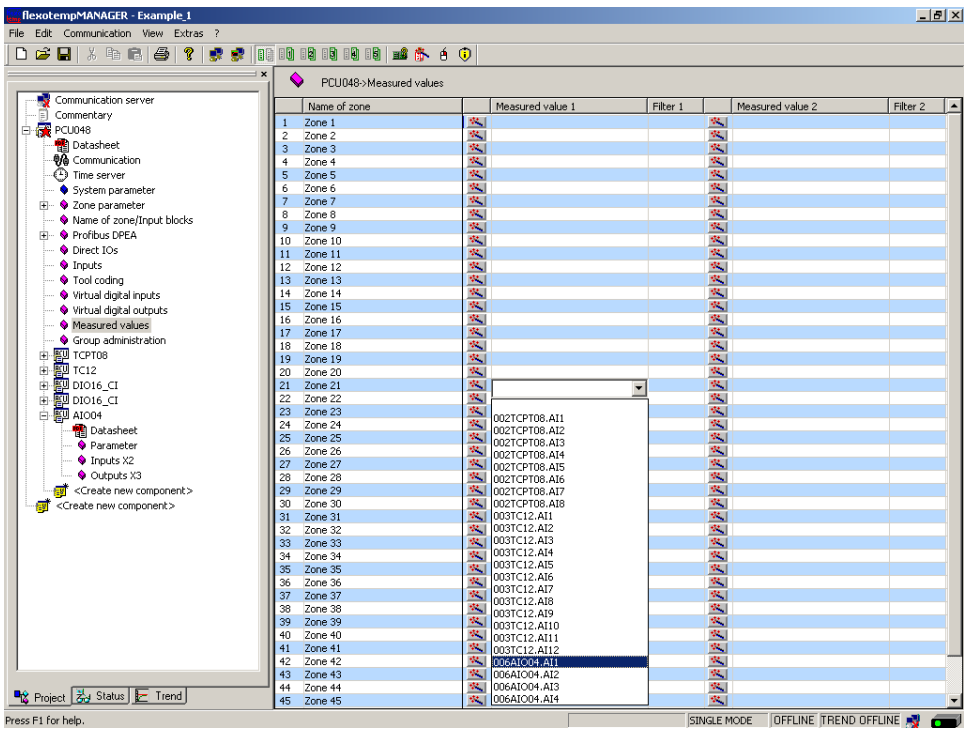 flexotempMANAGER - Example_1
File Edit Communication View Extras ?
PCU048->Measured values
Communication server
Commentary
PCU048
Datasheet
Communication
Time server
System parameter
Zone parameter
Name of zone/Input blocks
Profibus DPEA
Direct IOs
Inputs
Tool coding
Virtual digital inputs
Virtual digital outputs
Measured values
Group administration
TCPT08
TC12
DIO16_CI
DIO16_CI
AIO04
Datasheet
Parameter
Inputs X2
Outputs X3
<Create new component>
<Create new component>
Project Status Trend
Name of zone Measured value 1 Filter 1 Measured value 2 Filter 2
1 Zone 1
2 Zone 2
3 Zone 3
4 Zone 4
5 Zone 5
6 Zone 6
7 Zone 7
8 Zone 8
9 Zone 9
10 Zone 10
11 Zone 11
12 Zone 12
13 Zone 13
14 Zone 14
15 Zone 15
16 Zone 16
17 Zone 17
18 Zone 18
19 Zone 19
20 Zone 20
21 Zone 21
22 Zone 22
23 Zone 23
24 Zone 24
25 Zone 25
26 Zone 26
27 Zone 27
28 Zone 28
29 Zone 29
30 Zone 30
31 Zone 31
32 Zone 32
33 Zone 33
34 Zone 34
35 Zone 35
36 Zone 36
37 Zone 37
38 Zone 38
39 Zone 39
40 Zone 40
41 Zone 41
42 Zone 42
43 Zone 43
44 Zone 44
45 Zone 45
002TCPT08.AI1
002TCPT08.AI2
002TCPT08.AI3
002TCPT08.AI4
002TCPT08.AI5
002TCPT08.AI6
002TCPT08.AI7
002TCPT08.AI8
003TC12.AI1
003TC12.AI2
003TC12.AI3
003TC12.AI4
003TC12.AI5
003TC12.AI6
003TC12.AI7
003TC12.AI8
003TC12.AI9
003TC12.AI10
003TC12.AI11
003TC12.AI12
006AIO04.AI1
006AIO04.AI2
006AIO04.AI3
006AIO04.AI4
Press F1 for help.
SINGLE MODE OFFLINE TREND OFFLINE